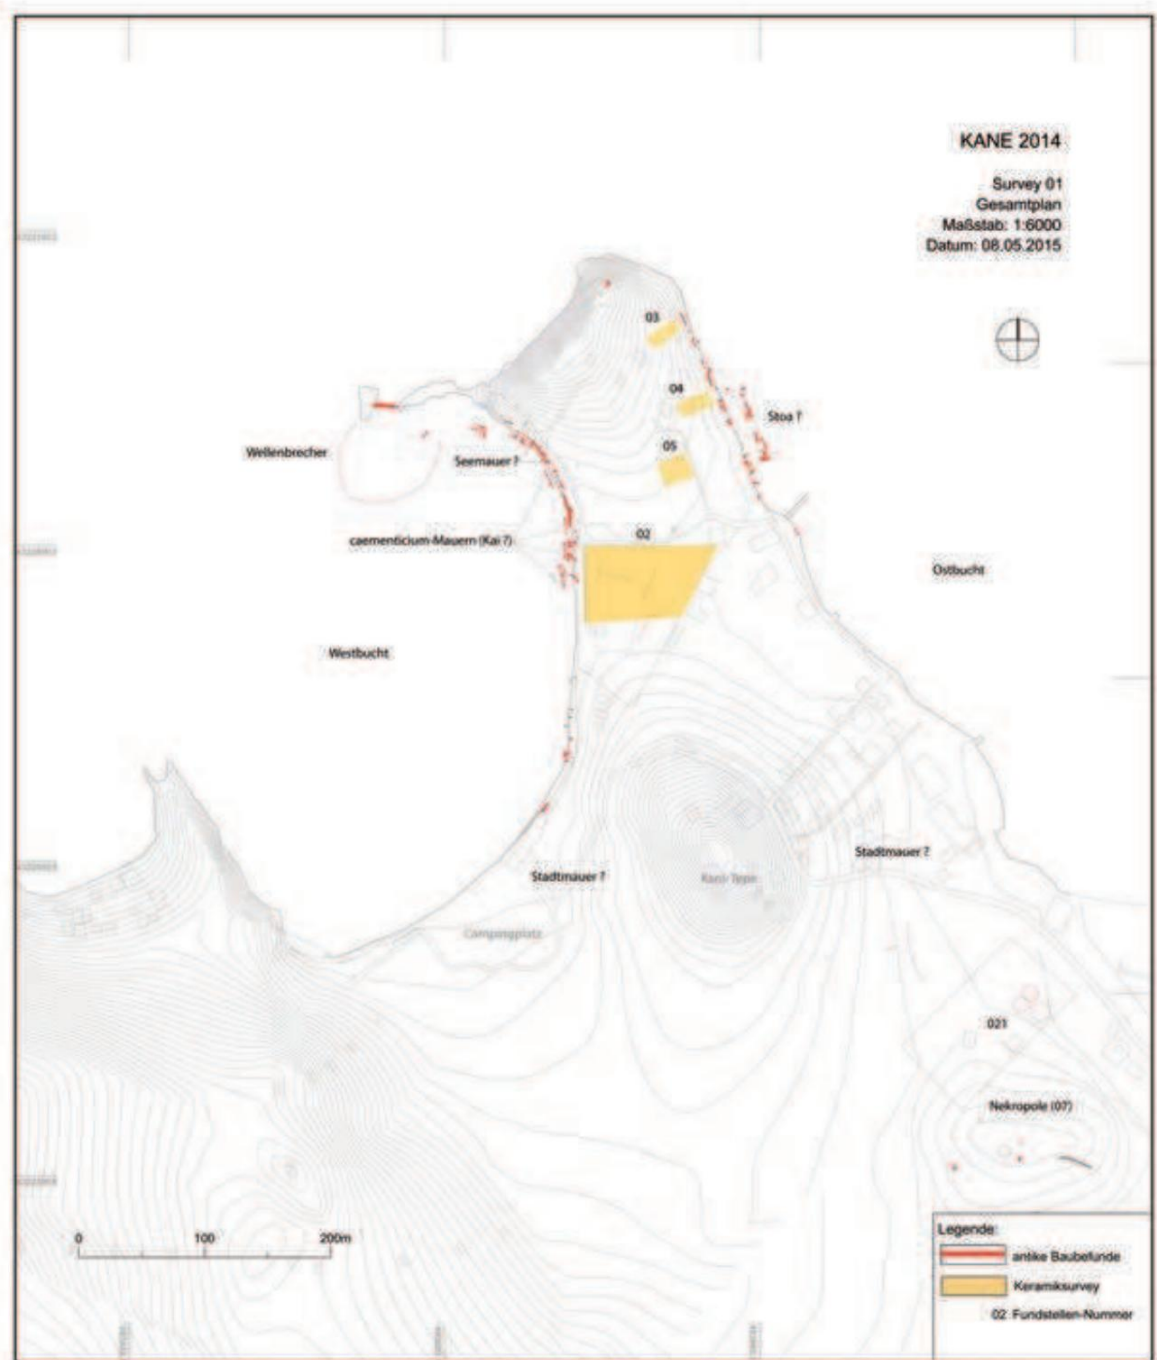 KANE 2014
Survey 01
Gesamtplan
Maßstab: 1:6000
Datum: 08.05.2015
03
04
Stoa ?
05
Wellenbrecher
Seemauer ?
02
caementicium-Mauern (Kai ?)
Ostbucht
Westbucht
Stadtmauer ?
Stadtmauer ?
Campingplatz
021
Nekropole (07)
0 100 200m
Legende:
antike Baubefunde
Keramiksurvey
02 Fundstellen-Nummer